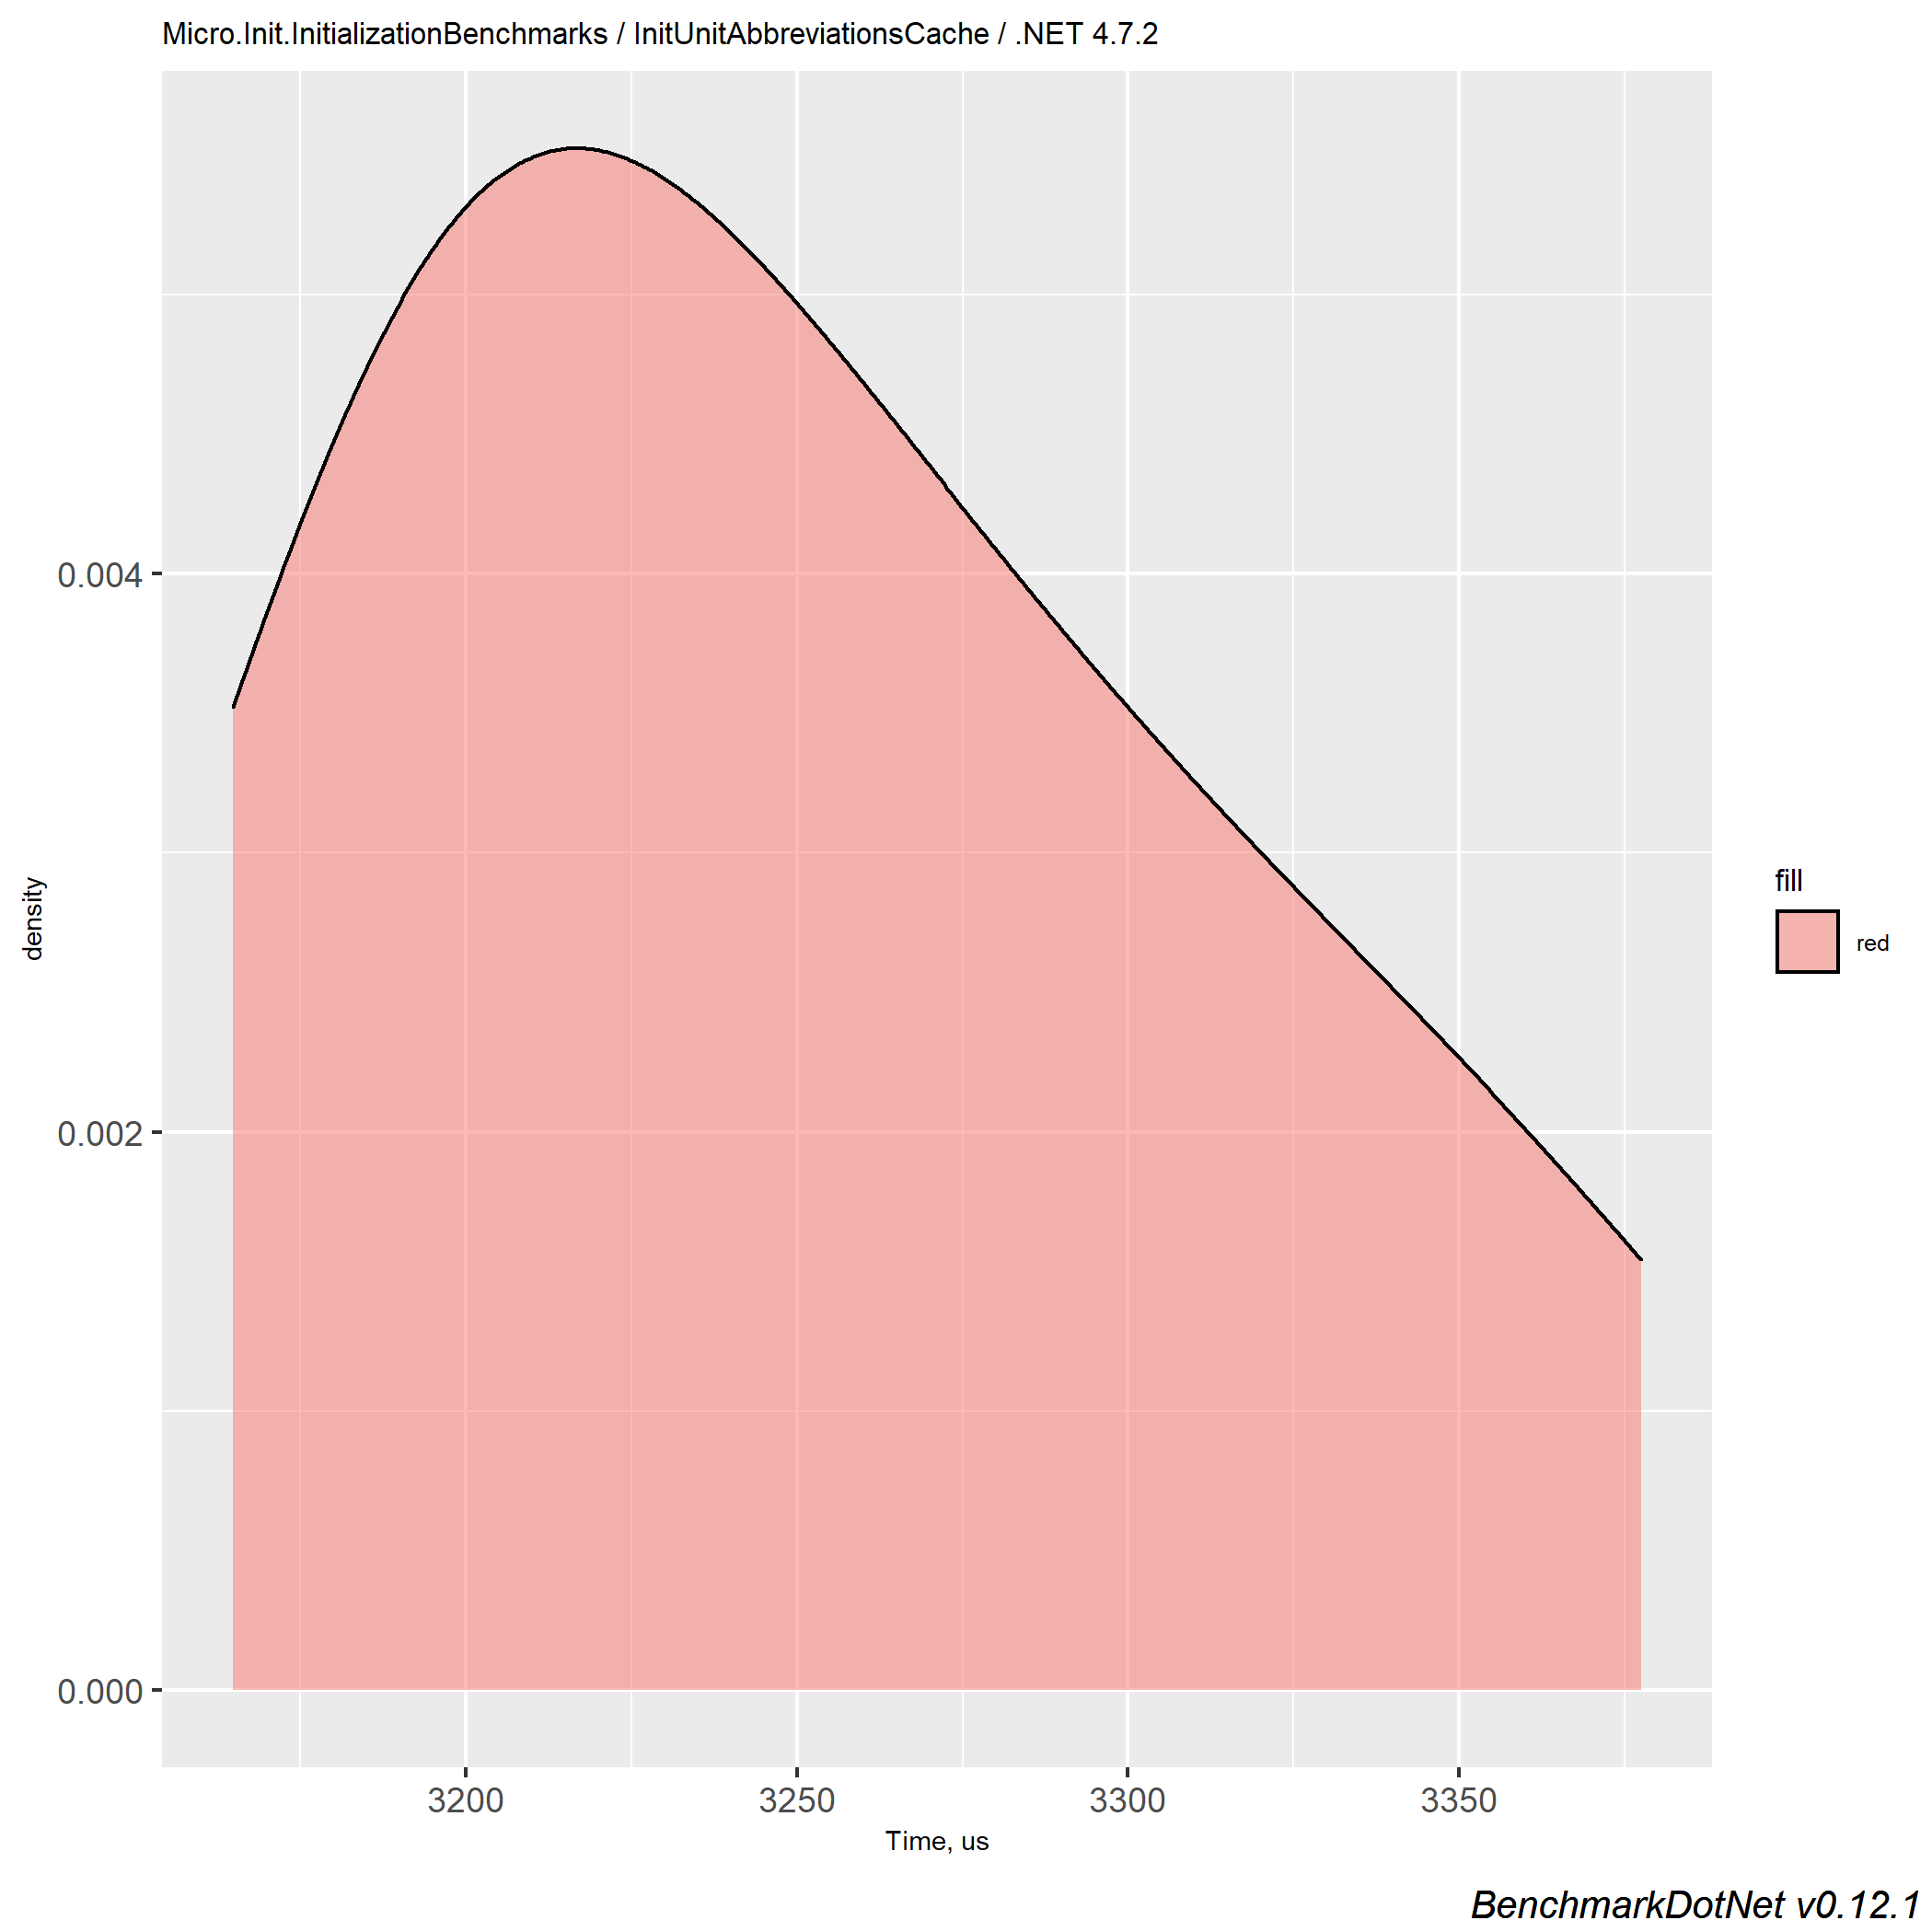 Micro.Init.InitializationBenchmarks / InitUnitAbbreviationsCache / .NET 4.7.2
density
0.004
0.002
0.000
3200 3250 3300 3350
Time, us
fill
red
BenchmarkDotNet v0.12.1